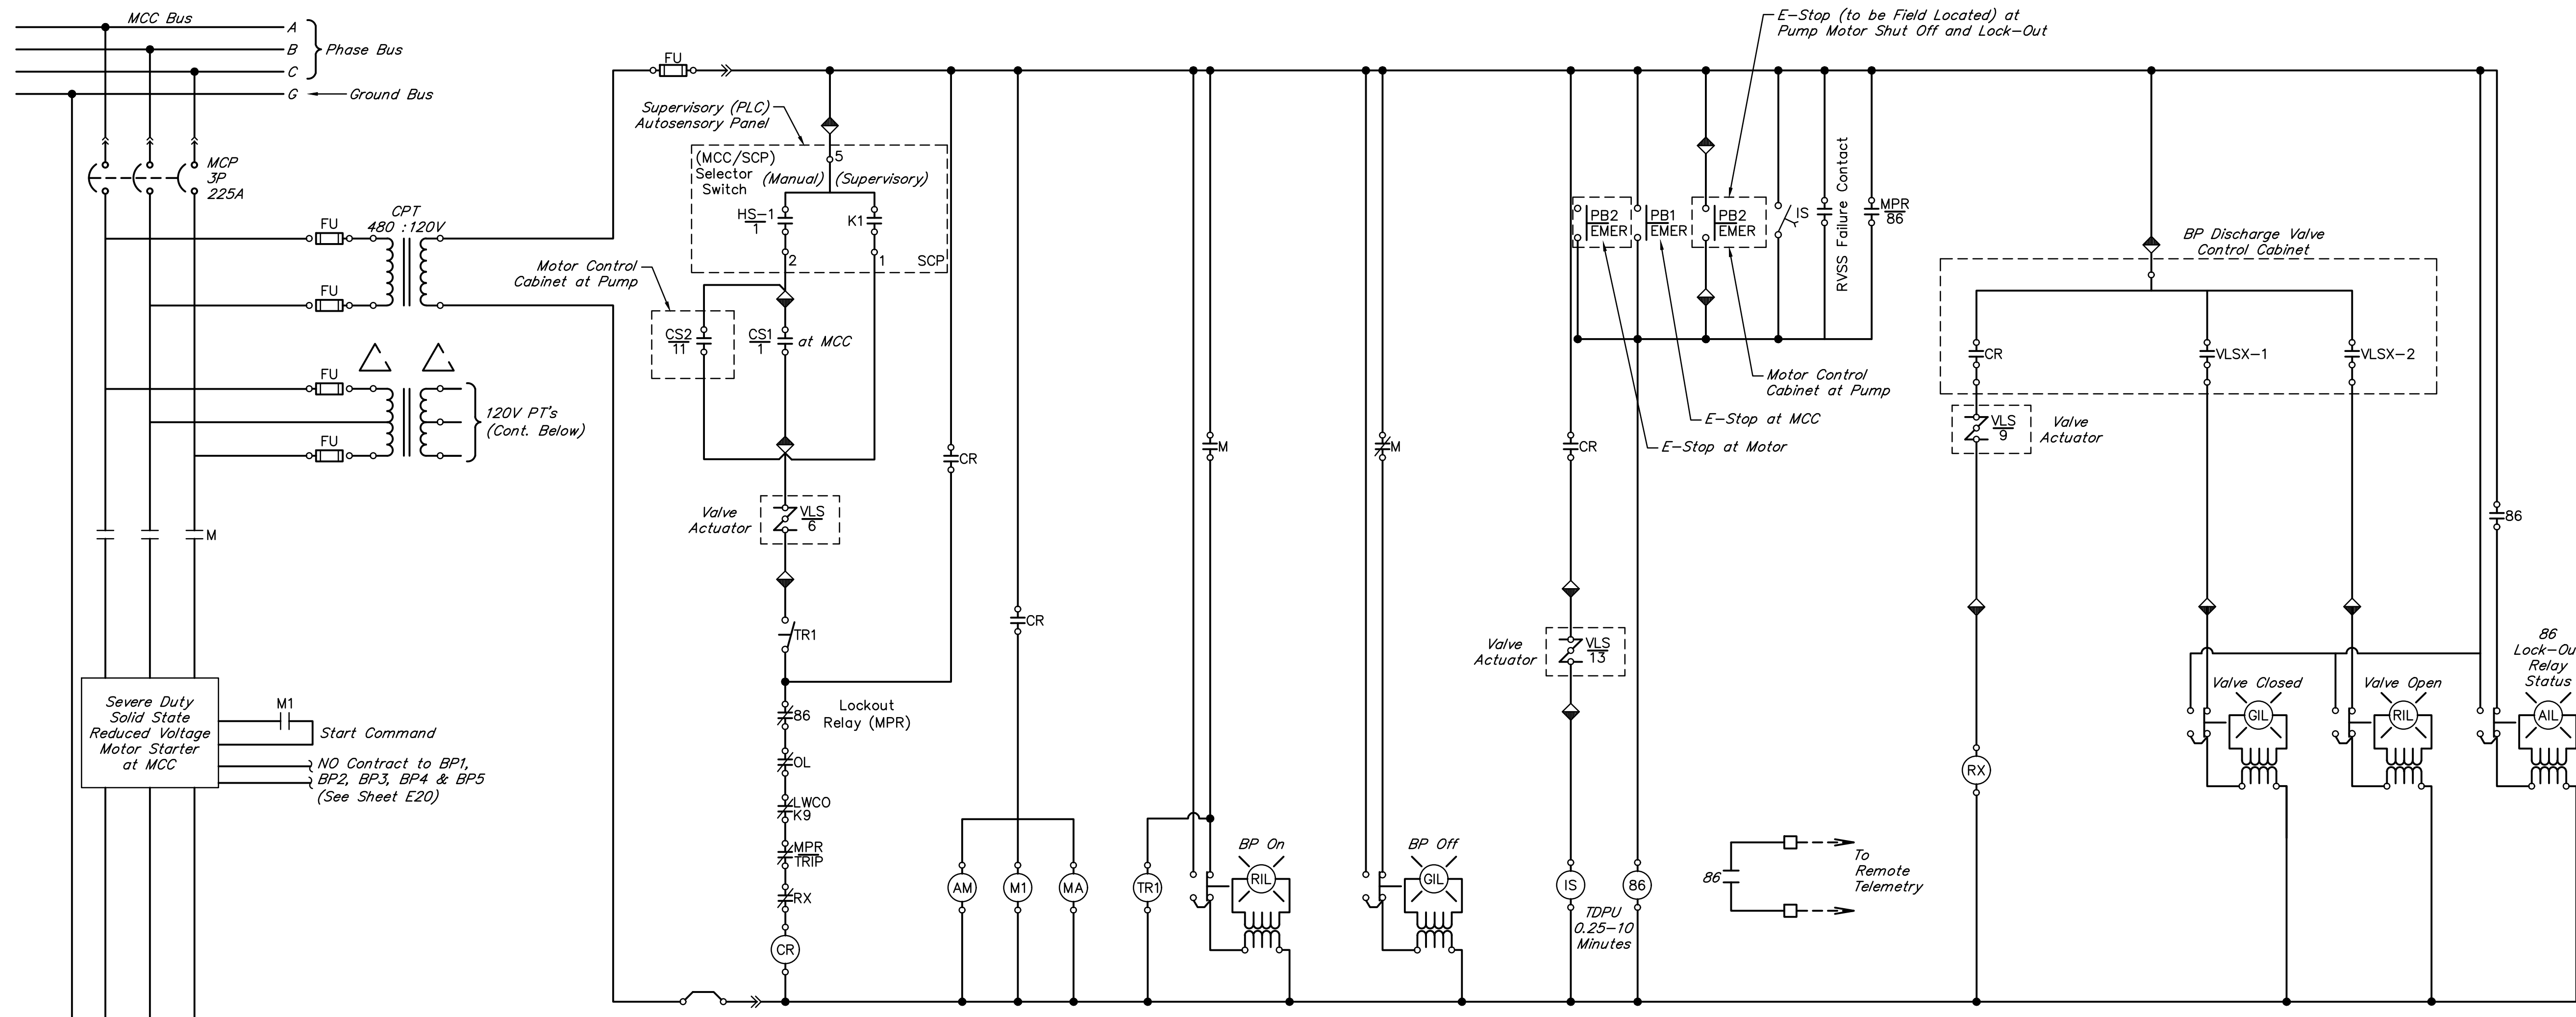 MCC Bus
A
B
C
Phase Bus
G
Ground Bus
MCP
3P
225A
FU
CPT
480 :120V
FU
FU
FU
120V PT's
(Cont. Below)
M
Severe Duty
Solid State
Reduced Voltage
Motor Starter
at MCC
M1
Start Command
NO Contract to BP1,
BP2, BP3, BP4 & BP5
(See Sheet E20)
FU
Supervisory (PLC)
Autosensory Panel
(MCC/SCP)
Selector
Switch
5
(Manual)
(Supervisory)
HS-1
1
K1
2
1
SCP
Motor Control
Cabinet at Pump
CS2
11
CS1
1
at MCC
Valve
Actuator
VLS
6
TR1
Lockout
Relay (MPR)
86
OL
LWCO
K9
MPR
TRIP
RX
CR
CR
CR
AM
M1
MA
M
TR1
BP On
RIL
M
BP Off
GIL
E-Stop (to be Field Located) at
Pump Motor Shut Off and Lock-Out
PB2
EMER
PB1
EMER
PB2
EMER
IS
RVSS Failure Contact
MPR
86
Motor Control
Cabinet at Pump
E-Stop at MCC
E-Stop at Motor
CR
Valve
Actuator
VLS
13
IS
86
TDPU
0.25-10
Minutes
86
To
Remote
Telemetry
BP Discharge Valve
Control Cabinet
CR
VLSX-1
VLSX-2
VLS
9
Valve
Actuator
RX
Valve Closed
GIL
Valve Open
RIL
86
86
Lock-Ou
Relay
Status
AIL